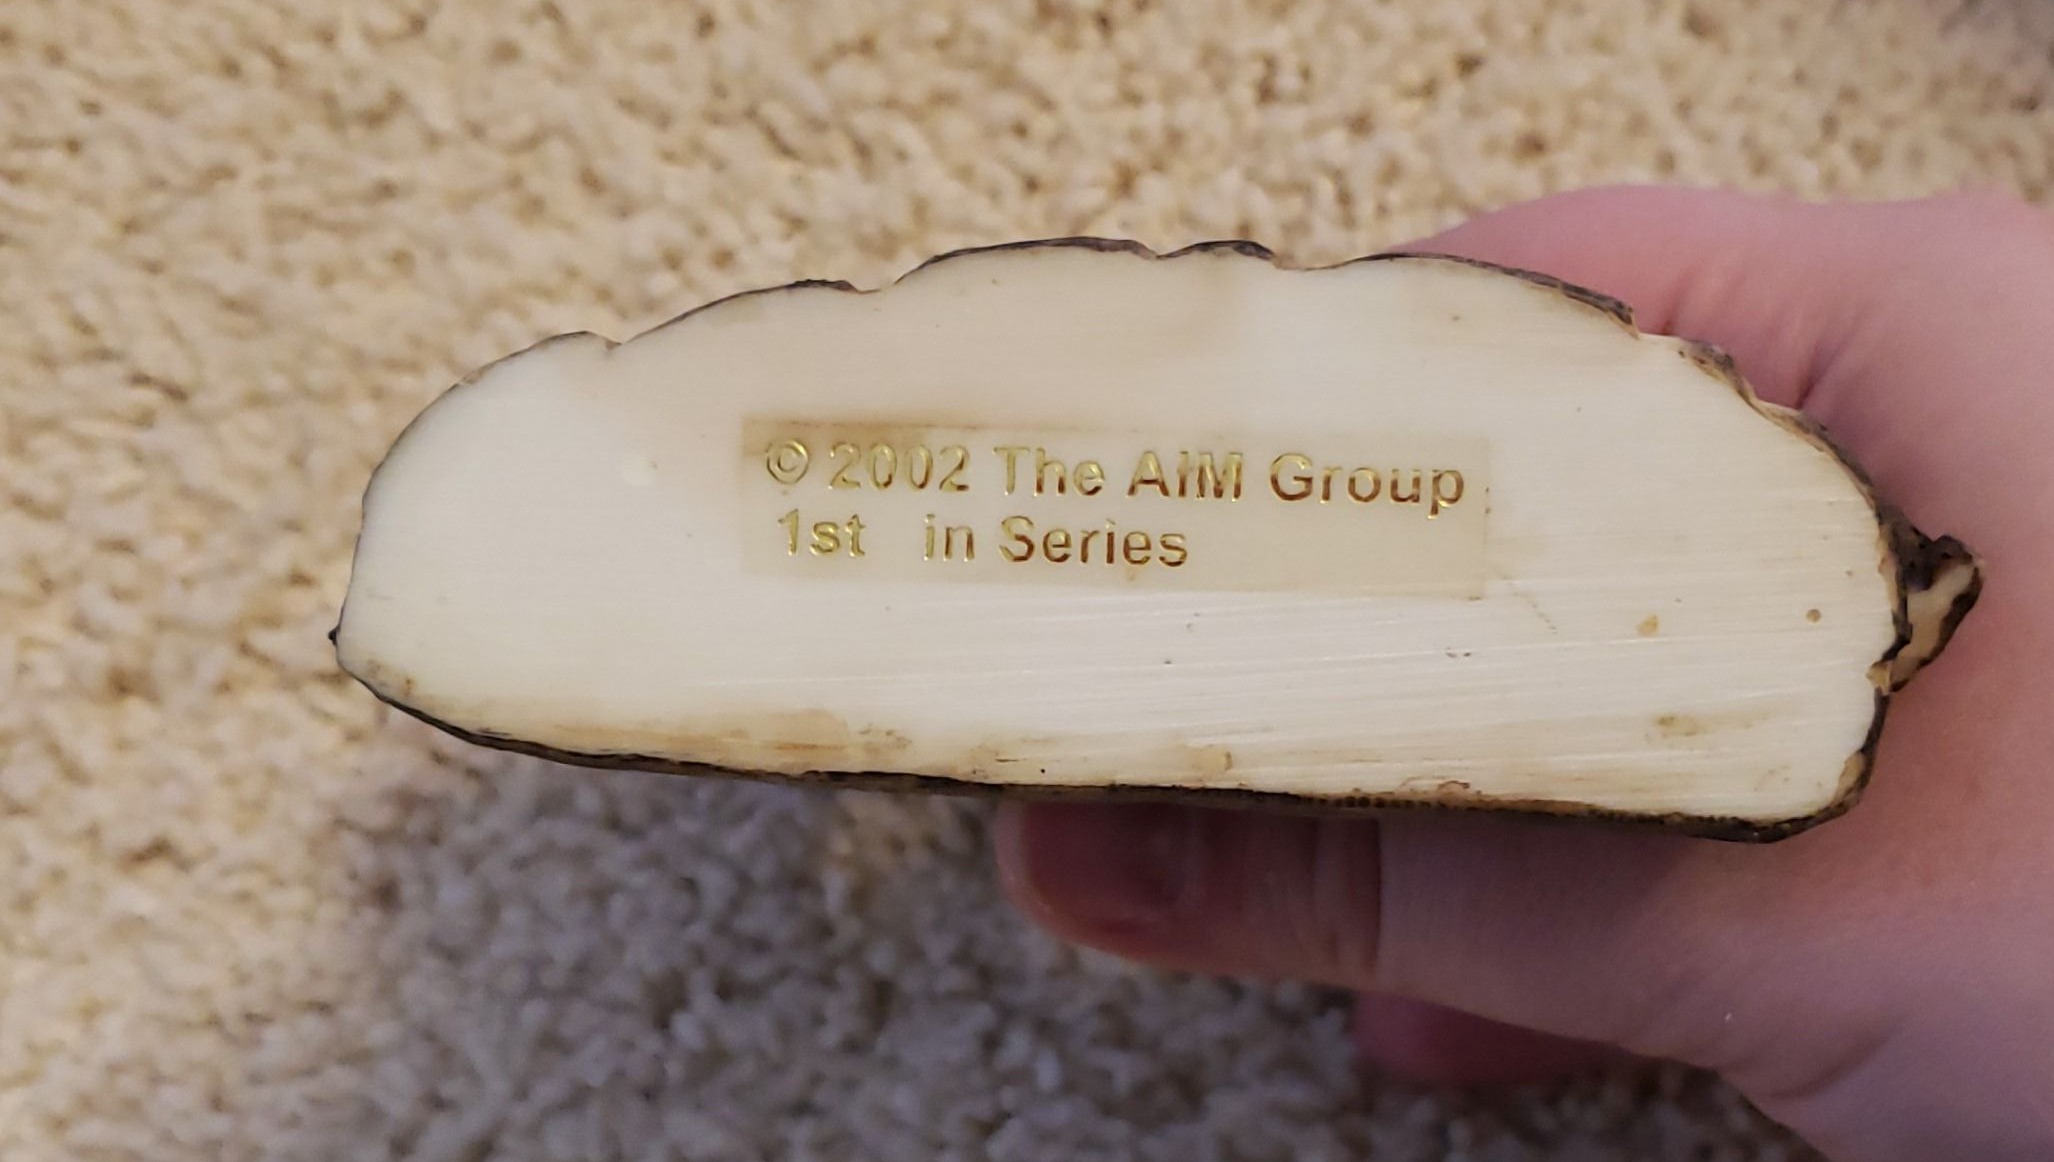 © 2002 The AIM Group
1st in Series